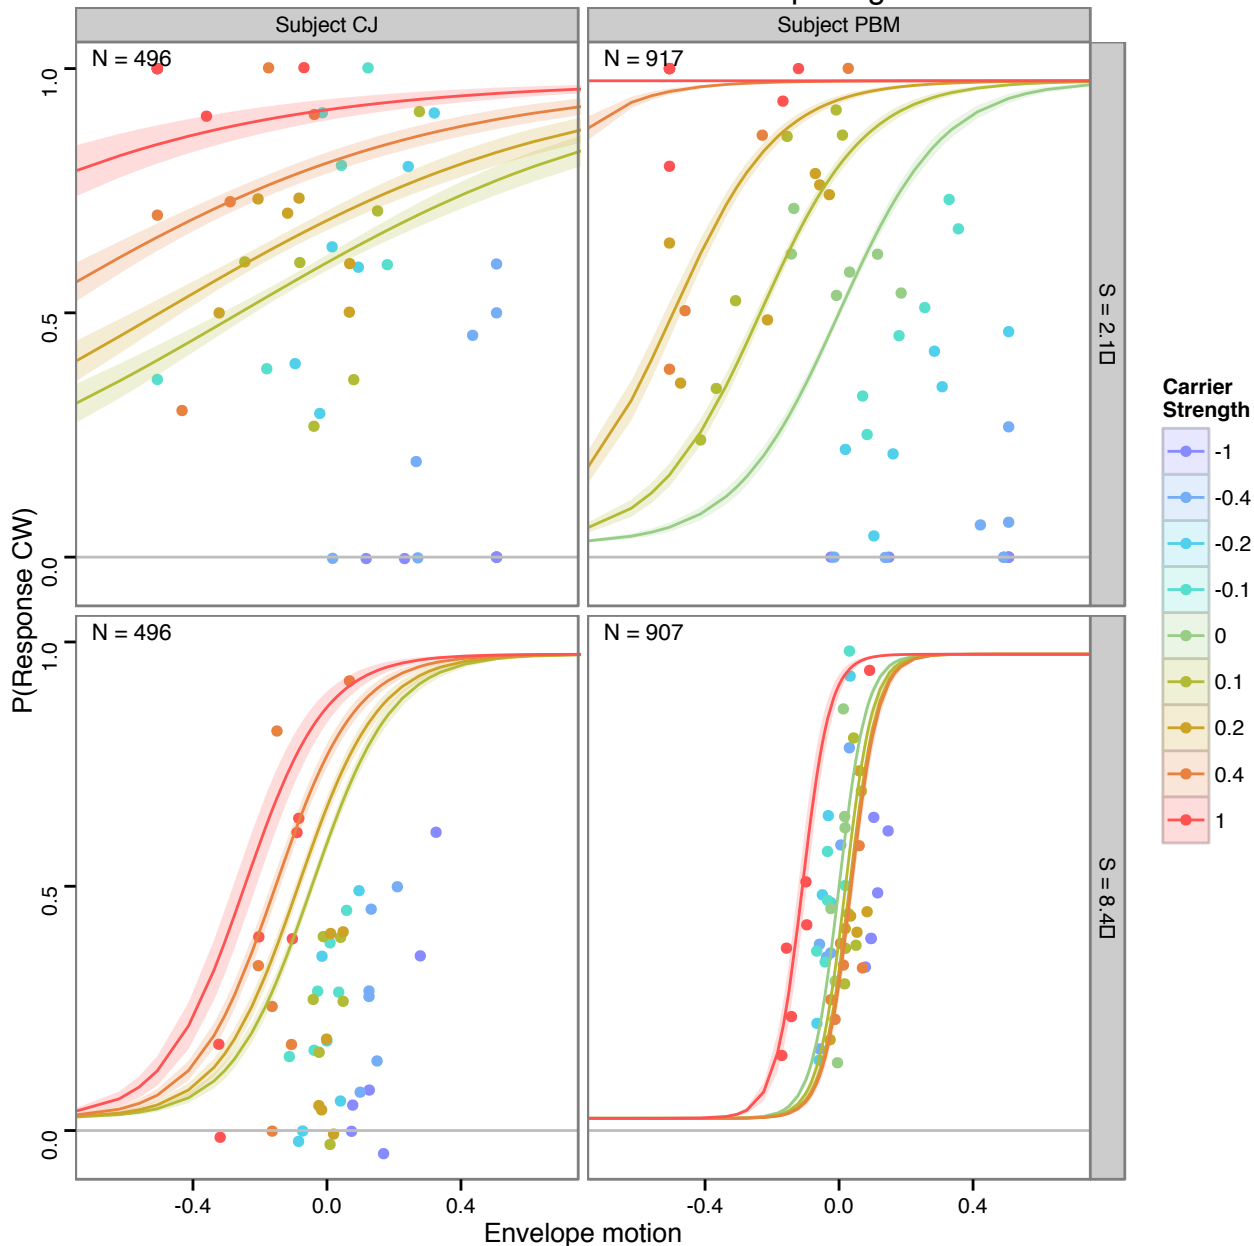 Subject CJ
Subject PBM
N = 496
N = 917
1.0
0.5
0.0
S = 2.1
N = 496
N = 907
1.0
0.5
0.0
S = 8.4
P(Response CW)
-0.4 0.0 0.4
-0.4 0.0 0.4
Envelope motion
Carrier
Strength
-1
-0.4
-0.2
-0.1
0
0.1
0.2
0.4
1